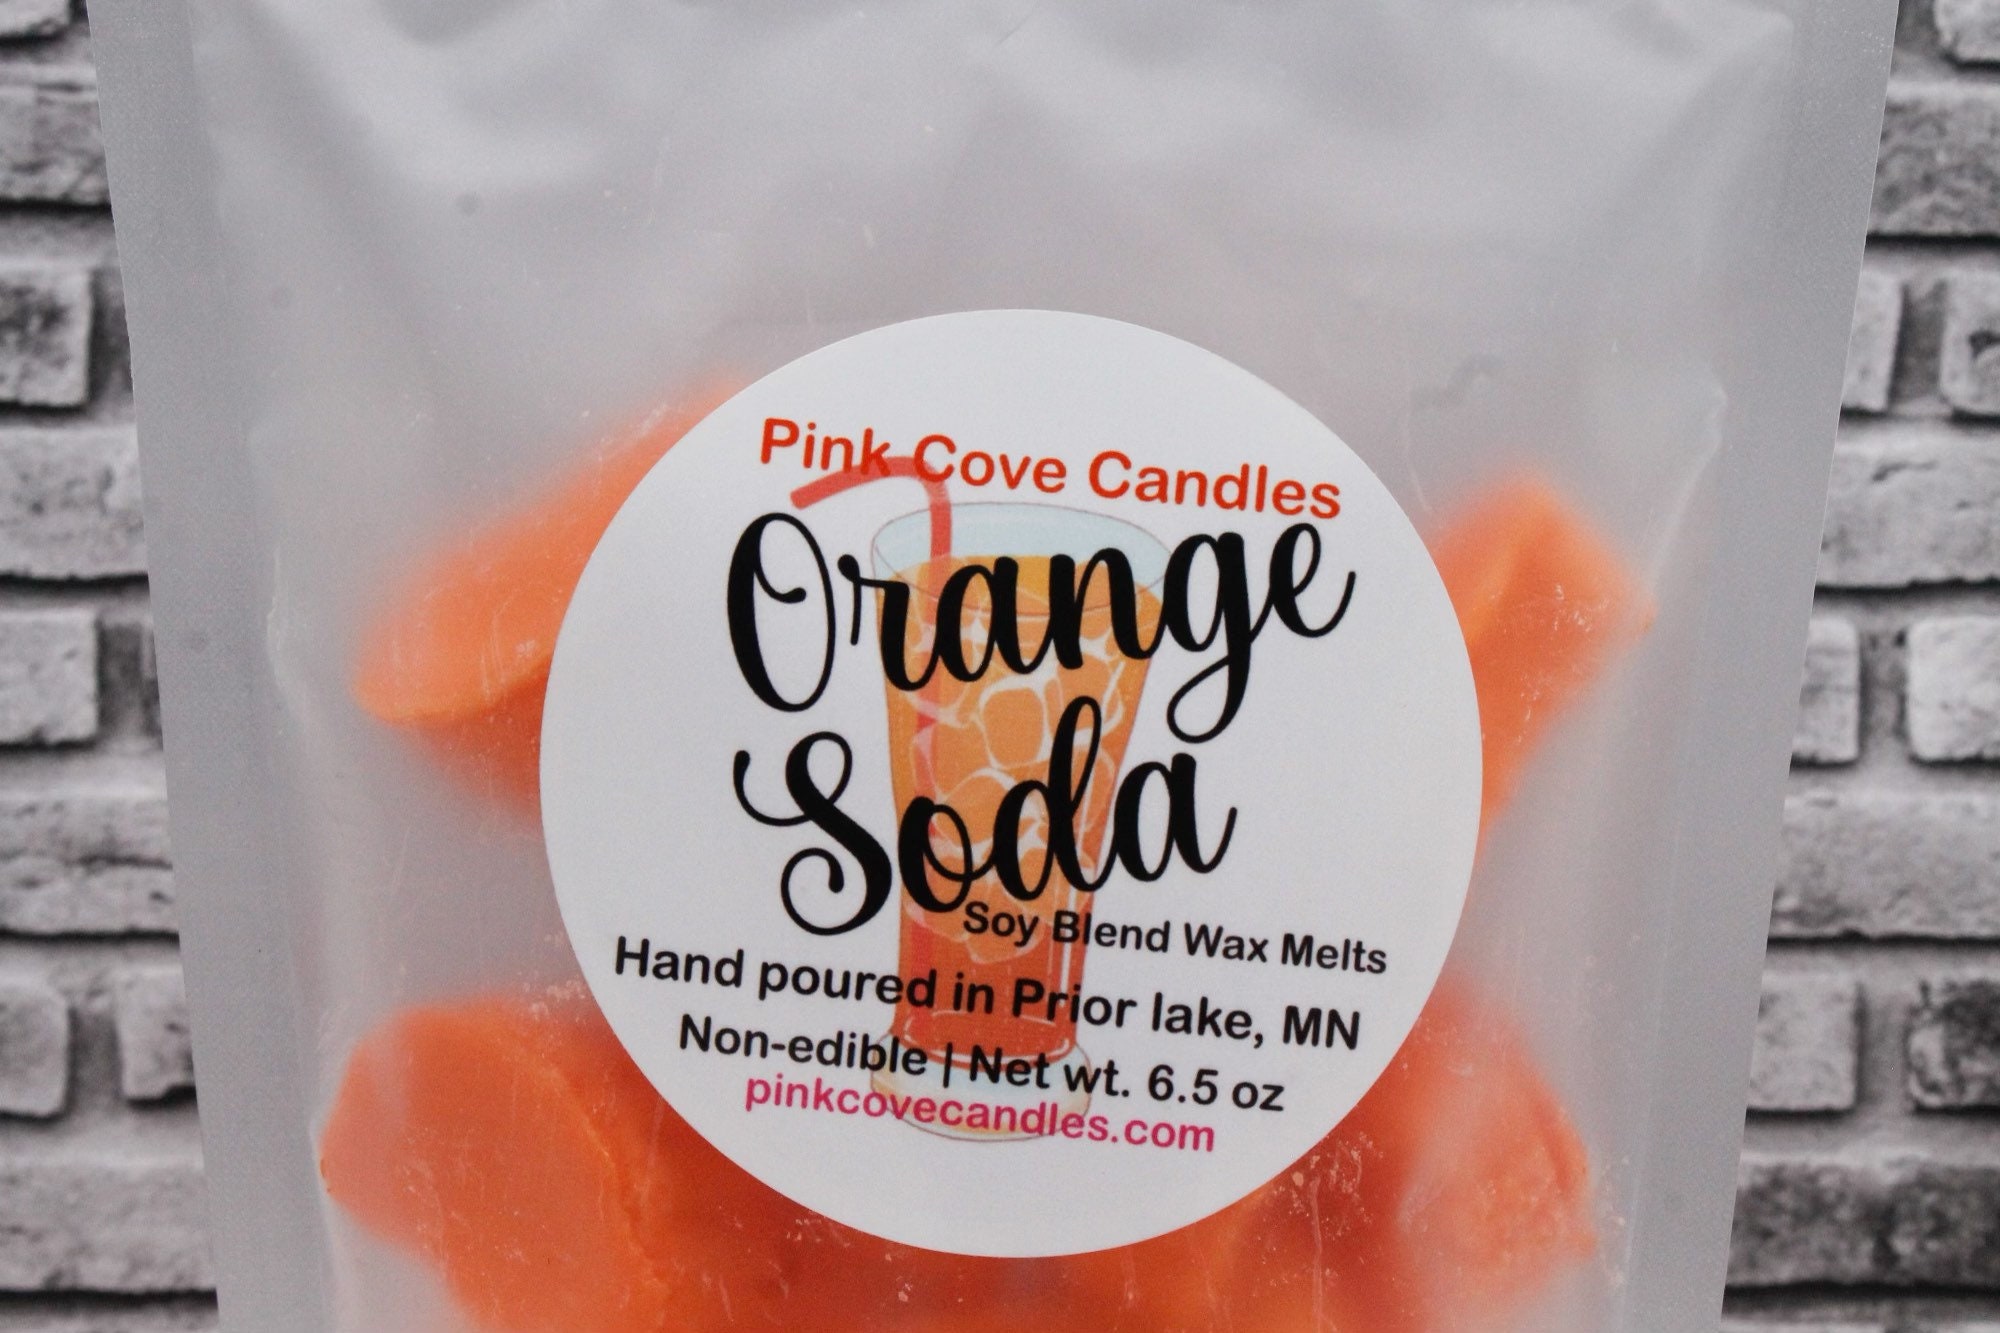 Pink Cove Candles
Orange
Soda
Soy Blend Wax Melts
Hand poured in Prior lake, MN
Non-edible | Net wt. 6.5 oz
pinkcovecandles.com